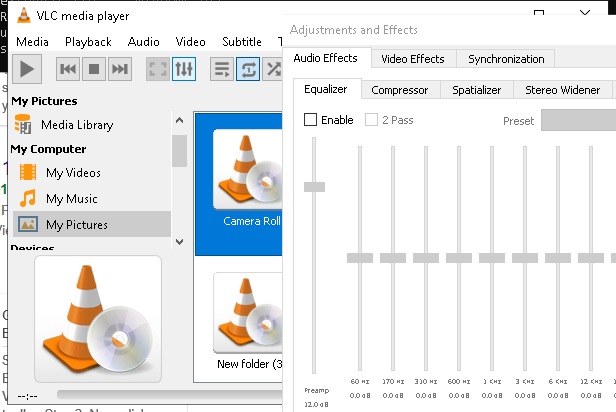 VLC media player
Media Playback Audio Video Subtitle
My Pictures
Media Library
My Computer
My Videos
My Music
My Pictures
Devices
Camera Roll
New folder (3
--:--
Adjustments and Effects
Audio Effects Video Effects Synchronization
Equalizer Compressor Spatializer Stereo Widener
Enable 2 Pass Preset
60 Hz 170 Hz 310 Hz 600 Hz 1 KHz 3 KHz 6 KHz 12 KHz
Preamp 0.0 dB 0.0 dB 0.0 dB 0.0 dB 0.0 dB 0.0 dB 0.0 dB 0.0 dB
12.0 dB